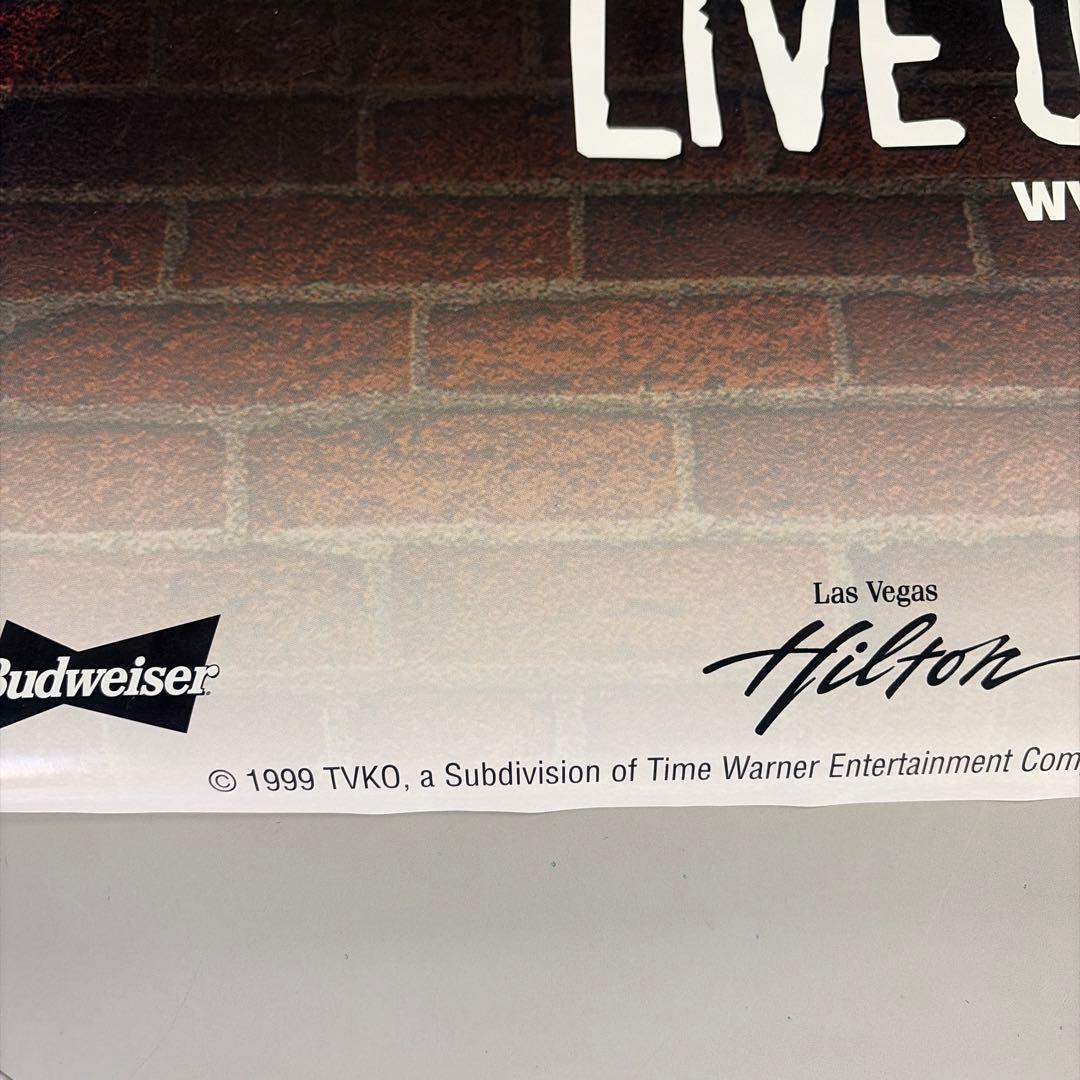 LIVE
Las Vegas
Hilton
Budweiser
© 1999 TVKO, a Subdivision of Time Warner Entertainment Com